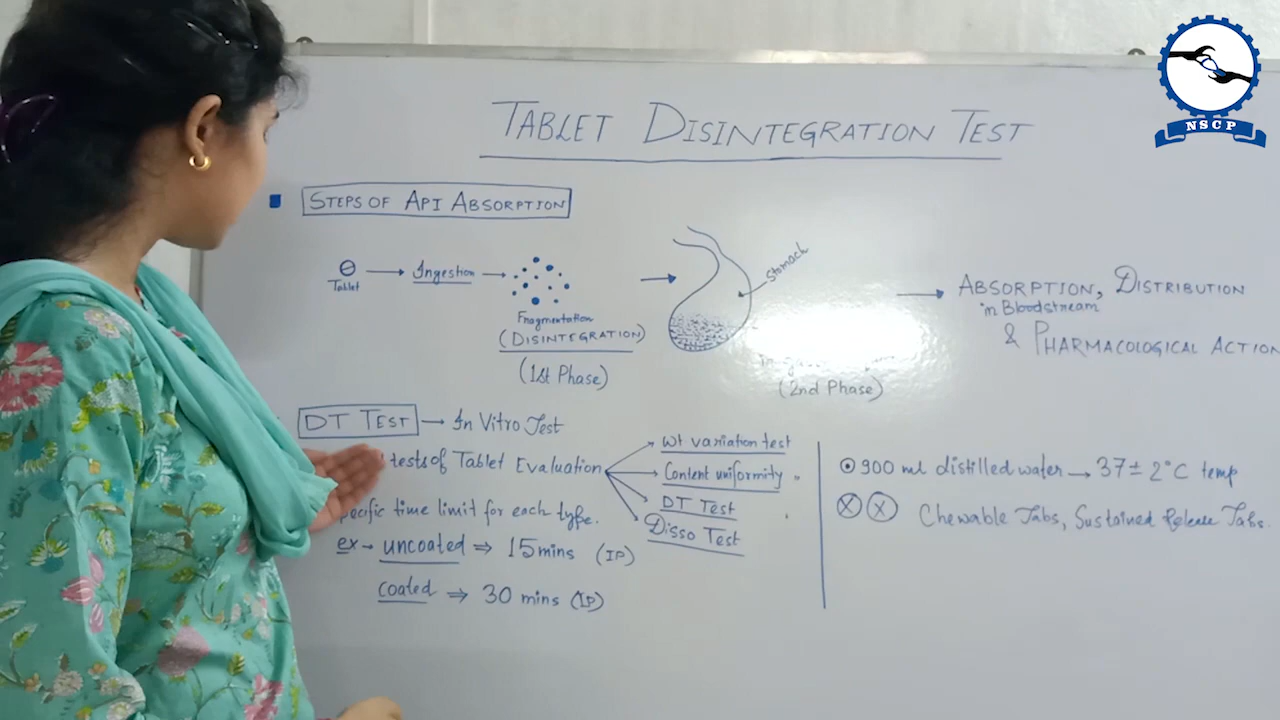 NSCP
TABLET DISINTEGRATION TEST
STEPS OF API ABSORPTION
Tablet → Ingestion → Fragmentation
(DISINTEGRATION)
(1st Phase)
Stomach
(2nd Phase)
ABSORPTION, DISTRIBUTION
in Bloodstream
& PHARMACOLOGICAL ACTION
DT TEST → In Vitro Test
tests of Tablet Evaluation
Wt variation test
Content uniformity
DT Test
Disso Test
time limit for each type.
ex → uncoated ⇒ 15 mins (IP)
coated ⇒ 30 mins (IP)
900 ml distilled water → 37 ± 2°C temp
Chewable Tabs, Sustained Release Tabs.